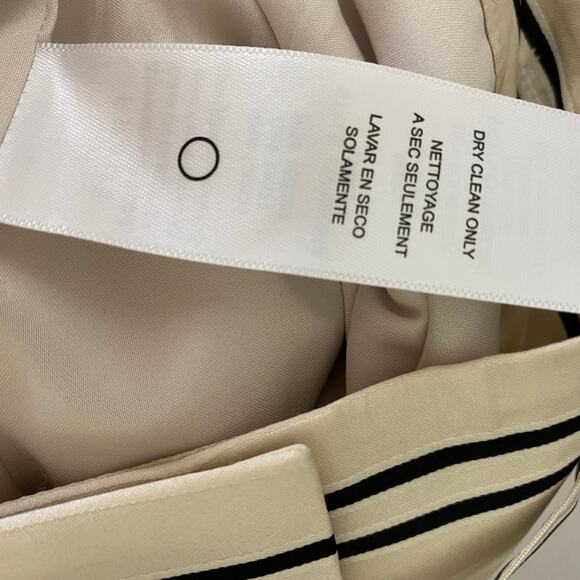 DRY CLEAN ONLY
NETTOYAGE
A SEC SEULEMENT
LAVAR EN SECO
SOLAMENTE